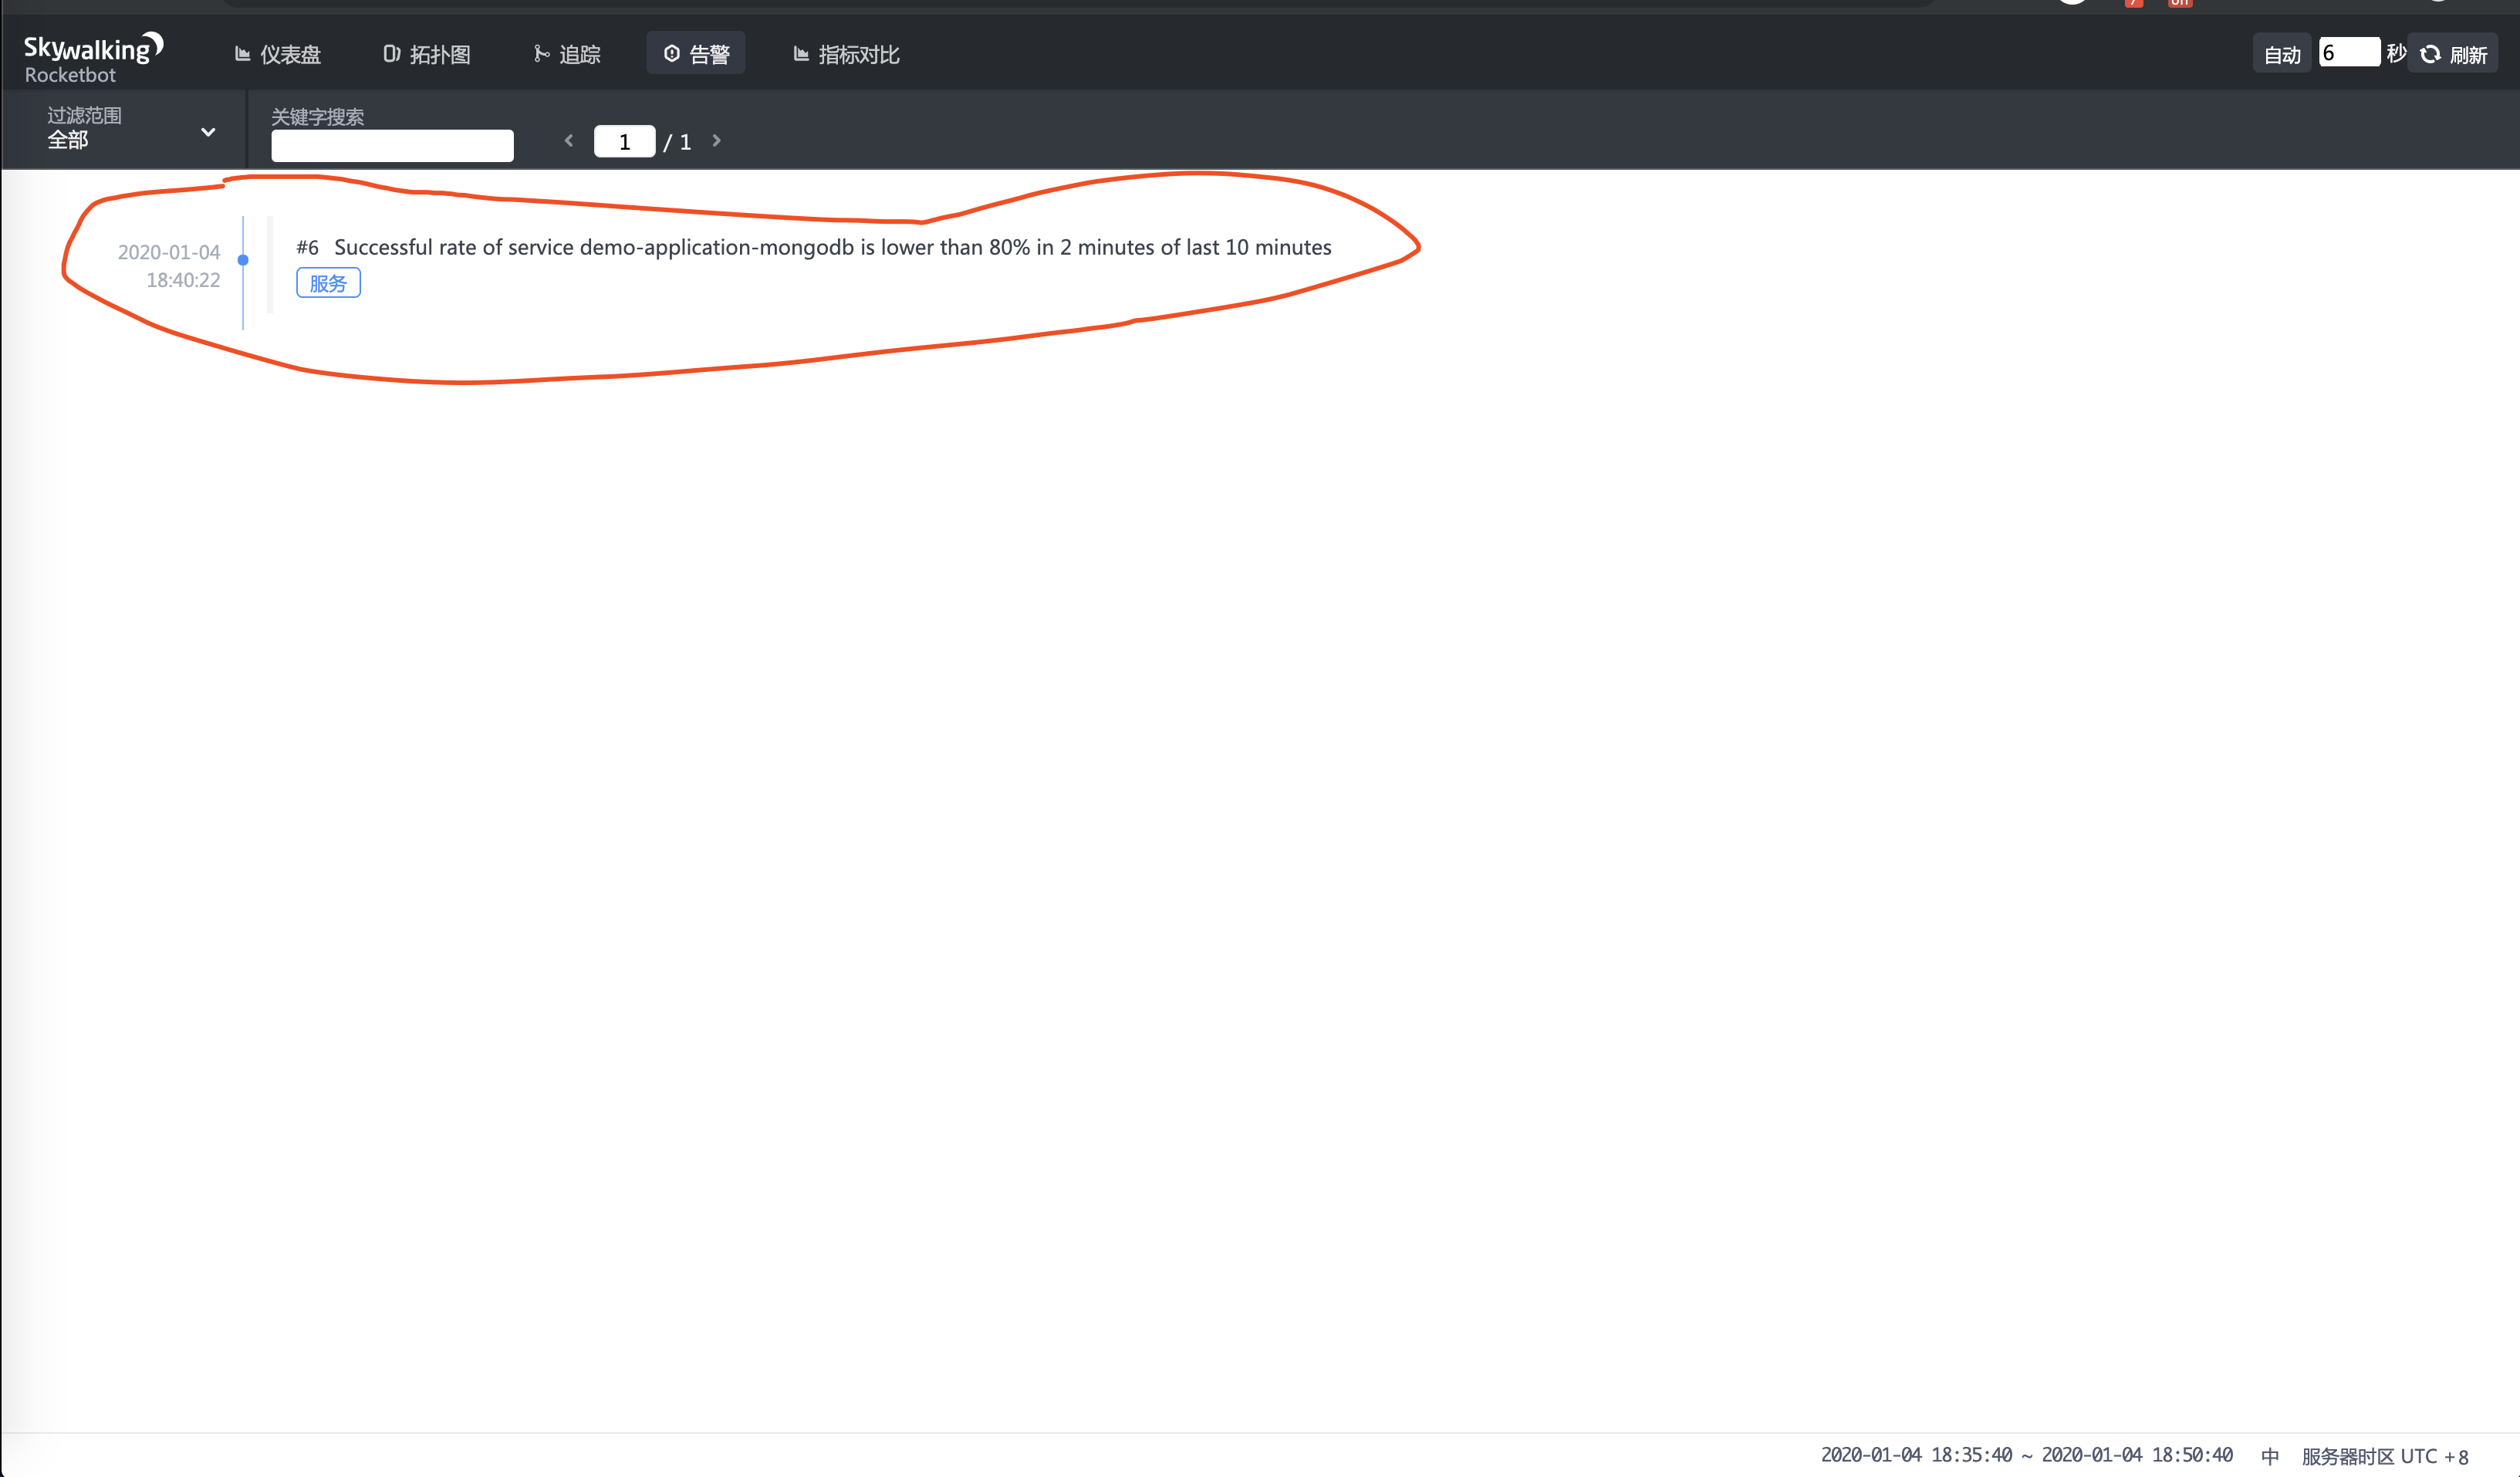 Skywalking
Rocketbot
仪表盘 拓扑图 追踪 告警 指标对比
自动 6 秒 刷新
过滤范围
全部
关键字搜索
1 / 1
2020-01-04
18:40:22
#6 Successful rate of service demo-application-mongodb is lower than 80% in 2 minutes of last 10 minutes
服务
2020-01-04 18:35:40 ~ 2020-01-04 18:50:40 中 服务器时区 UTC +8